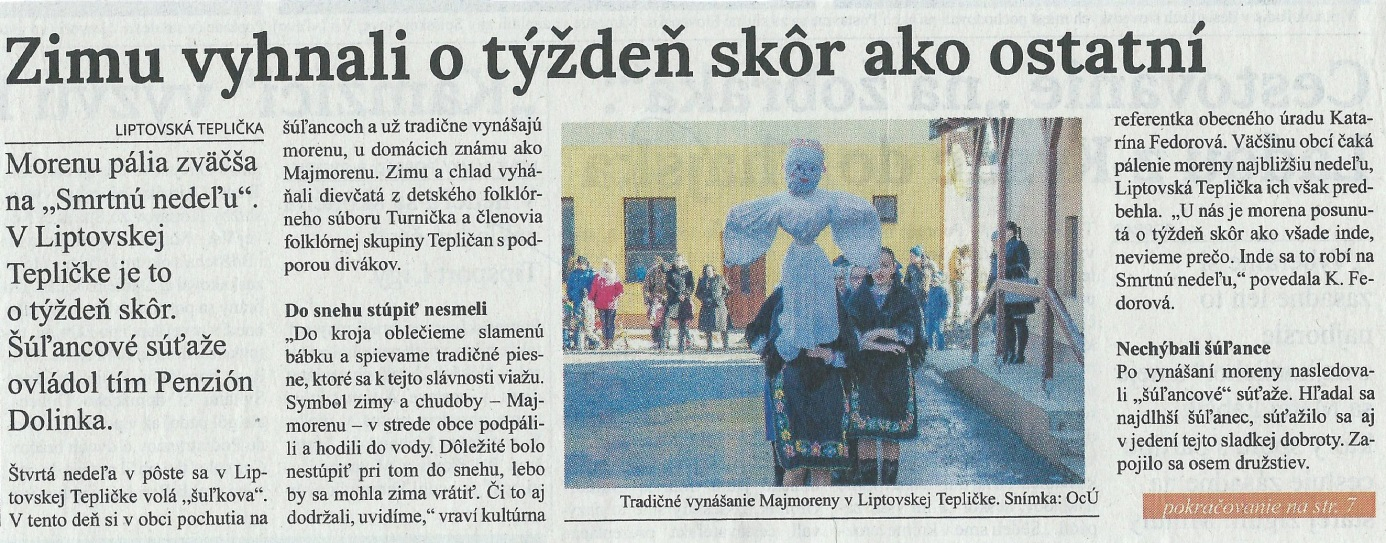 Zimu vyhnali o týždeň skôr ako ostatní
LIPTOVSKÁ TEPLIČKA
Morenu pália zväčša
na „Smrtnú nedeľu“.
V Liptovskej
Tepličke je to
o týždeň skôr.
Šúľancové súťaže
ovládol tím Penzión
Dolinka.
Štvrtá nedeľa v pôste sa v Lip-
tovskej Tepličke volá „šuľkova“.
V tento deň si v obci pochutia na
šúľancoch a už tradične vynášajú
morenu, u domácich známu ako
Majmorenu. Zimu a chlad vyhá-
ňali dievčatá z detského folklór-
neho súboru Turnička a členovia
folklórnej skupiny Tepličan s pod-
porou divákov.
Do snehu stúpiť nesmeli
„Do kroja oblečieme slamenú
bábku a spievame tradičné pies-
ne, ktoré sa k tejto slávnosti viažu.
Symbol zimy a chudoby – Maj-
morenu – v strede obce podpáli-
li a hodili do vody. Dôležité bolo
nestúpiť pri tom do snehu, lebo
by sa mohla zima vrátiť. Či to aj
dodržali, uvidíme,“ vraví kultúrna
Tradičné vynášanie Majmoreny v Liptovskej Tepličke. Snímka: OcÚ
referentka obecného úradu Kata-
rína Fedorová. Väčšinu obcí čaká
pálenie moreny najbližšiu nedeľu,
Liptovská Teplička ich však pred-
behla. „U nás je morena posunu-
tá o týždeň skôr ako všade inde,
nevieme prečo. Inde sa to robí na
Smrtnú nedeľu,“ povedala K. Fe-
dorová.
Nechýbali šúľance
Po vynášaní moreny nasledova-
li „šúľancové“ súťaže. Hľadal sa
najdlhší šúľanec, súťažilo sa aj
v jedení tejto sladkej dobroty. Za-
pojilo sa osem družstiev.
pokračovanie na str. 7